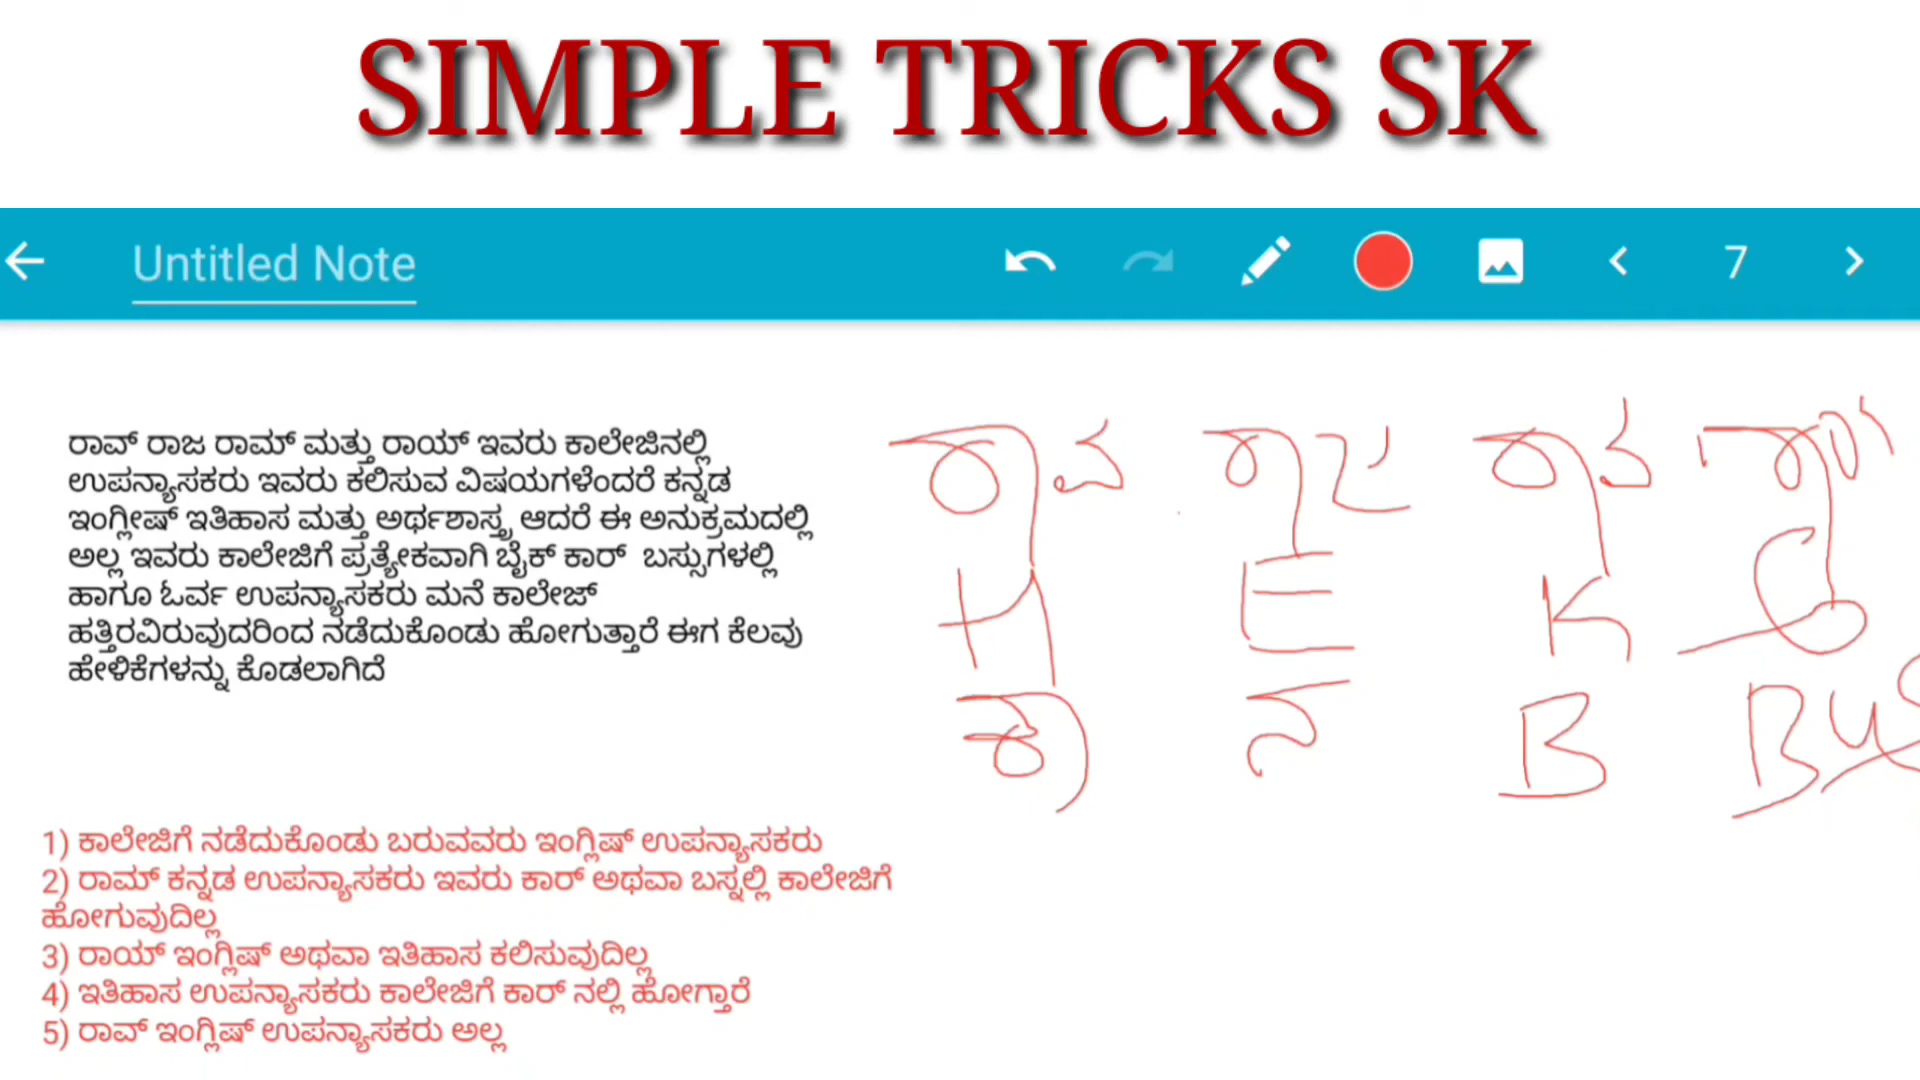 SIMPLE TRICKS SK
Untitled Note
7
ರಾವ್ ರಾಜ ರಾಮ್ ಮತ್ತು ರಾಯ್ ಇವರು ಕಾಲೇಜಿನಲ್ಲಿ
ಉಪನ್ಯಾಸಕರು ಇವರು ಕಲಿಸುವ ವಿಷಯಗಳೆಂದರೆ ಕನ್ನಡ
ಇಂಗ್ಲೀಷ್ ಇತಿಹಾಸ ಮತ್ತು ಅರ್ಥಶಾಸ್ತ್ರ ಆದರೆ ಈ ಅನುಕ್ರಮದಲ್ಲಿ
ಅಲ್ಲ ಇವರು ಕಾಲೇಜಿಗೆ ಪ್ರತ್ಯೇಕವಾಗಿ ಬೈಕ್ ಕಾರ್ ಬಸ್ಸುಗಳಲ್ಲಿ
ಹಾಗೂ ಓರ್ವ ಉಪನ್ಯಾಸಕರು ಮನೆ ಕಾಲೇಜ್
ಹತ್ತಿರವಿರುವುದರಿಂದ ನಡೆದುಕೊಂಡು ಹೋಗುತ್ತಾರೆ ಈಗ ಕೆಲವು
ಹೇಳಿಕೆಗಳನ್ನು ಕೊಡಲಾಗಿದೆ
ರಾವ ರಾಜ ರಾಮ ರಾಯ
H E K
ಕಾ ನ B Bus
1) ಕಾಲೇಜಿಗೆ ನಡೆದುಕೊಂಡು ಬರುವವರು ಇಂಗ್ಲಿಷ್ ಉಪನ್ಯಾಸಕರು
2) ರಾಮ್ ಕನ್ನಡ ಉಪನ್ಯಾಸಕರು ಇವರು ಕಾರ್ ಅಥವಾ ಬಸ್ನಲ್ಲಿ ಕಾಲೇಜಿಗೆ
ಹೋಗುವುದಿಲ್ಲ
3) ರಾಯ್ ಇಂಗ್ಲಿಷ್ ಅಥವಾ ಇತಿಹಾಸ ಕಲಿಸುವುದಿಲ್ಲ
4) ಇತಿಹಾಸ ಉಪನ್ಯಾಸಕರು ಕಾಲೇಜಿಗೆ ಕಾರ್ ನಲ್ಲಿ ಹೋಗ್ತಾರೆ
5) ರಾವ್ ಇಂಗ್ಲಿಷ್ ಉಪನ್ಯಾಸಕರು ಅಲ್ಲ